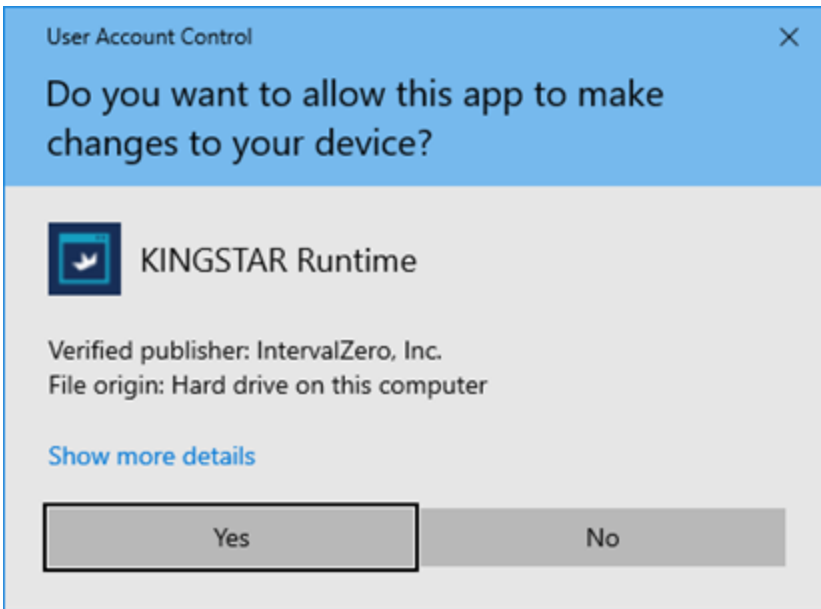 User Account Control
Do you want to allow this app to make
changes to your device?
KINGSTAR Runtime
Verified publisher: IntervalZero, Inc.
File origin: Hard drive on this computer
Show more details
Yes
No